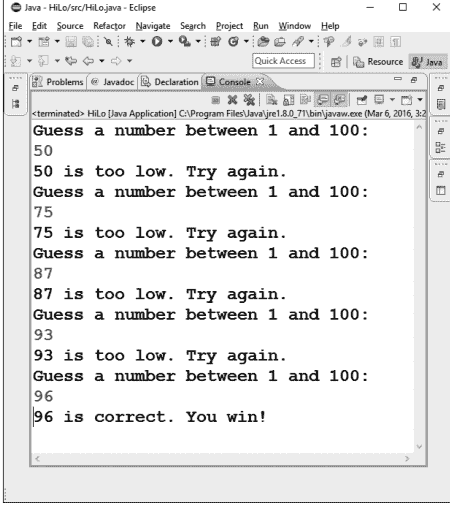 Java - HiLo/src/HiLo.java - Eclipse
File Edit Source Refactor Navigate Search Project Run Window Help
Quick Access
Resource
Java
Problems
@ Javadoc
Declaration
Console
<terminated> HiLo [Java Application] C:\Program Files\Java\jre1.8.0_71\bin\javaw.exe (Mar 6, 2016, 3:2
Guess a number between 1 and 100:
50
50 is too low. Try again.
Guess a number between 1 and 100:
75
75 is too low. Try again.
Guess a number between 1 and 100:
87
87 is too low. Try again.
Guess a number between 1 and 100:
93
93 is too low. Try again.
Guess a number between 1 and 100:
96
96 is correct. You win!